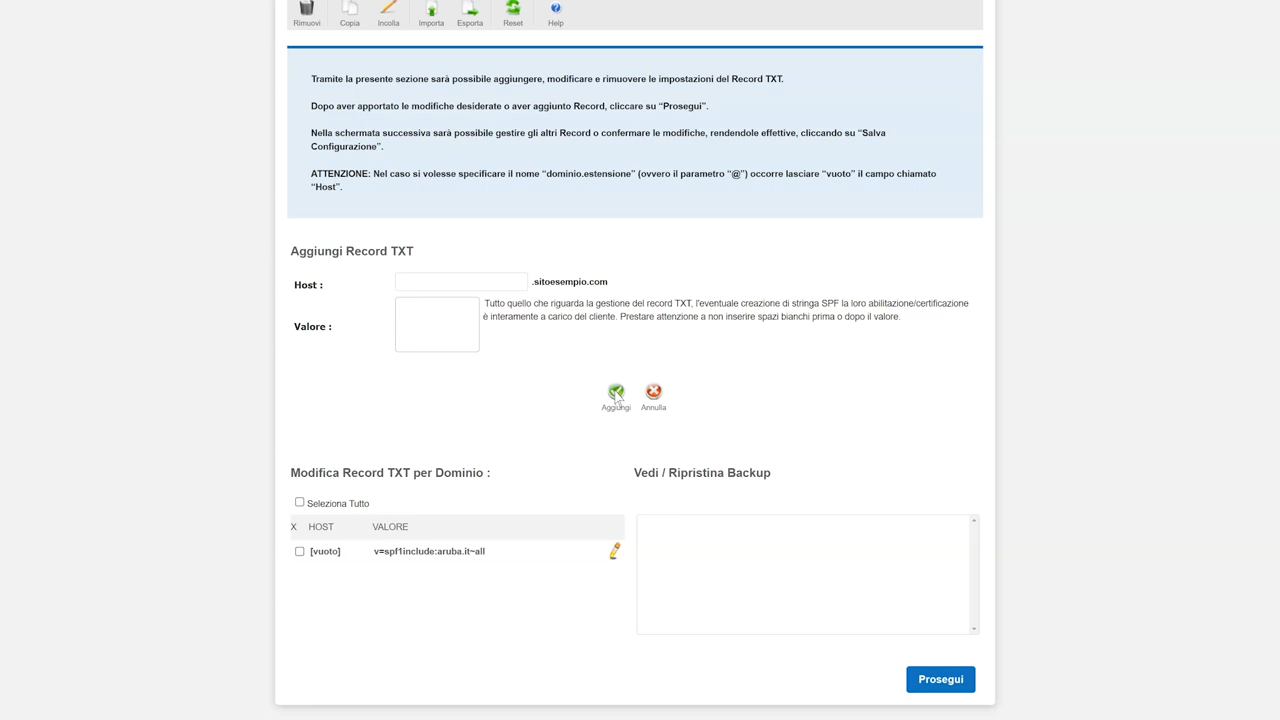 Rimuovi Copia Incolla Importa Esporta Reset Help
Tramite la presente sezione sarà possibile aggiungere, modificare e rimuovere le impostazioni del Record TXT.
Dopo aver apportato le modifiche desiderate o aver aggiunto Record, cliccare su “Prosegui”.
Nella schermata successiva sarà possibile gestire gli altri Record o confermare le modifiche, rendendole effettive, cliccando su “Salva
Configurazione”.
ATTENZIONE: Nel caso si volesse specificare il nome “dominio.estensione” (ovvero il parametro “@”) occorre lasciare “vuoto” il campo chiamato
“Host”.
Aggiungi Record TXT
Host : .sitoesempio.com
Tutto quello che riguarda la gestione del record TXT, l'eventuale creazione di stringa SPF la loro abilitazione/certificazione
è interamente a carico del cliente. Prestare attenzione a non inserire spazi bianchi prima o dopo il valore.
Valore :
Aggiungi Annulla
Modifica Record TXT per Dominio :
Seleziona Tutto
X HOST VALORE
[vuoto] v=spf1include:aruba.it~all
Vedi / Ripristina Backup
Prosegui